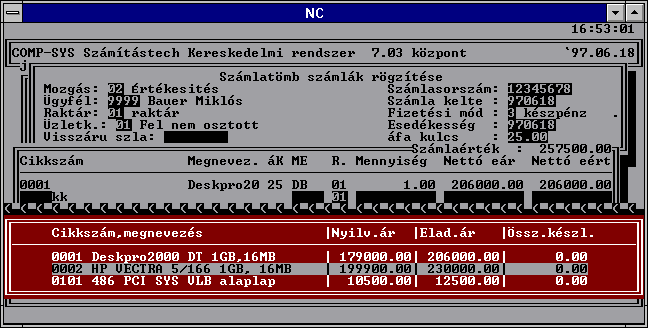 NC
16:53:01
COMP-SYS Számítástech Kereskedelmi rendszer 7.03 központ `97.06.18
j
Számlatömb számlák rögzítése
Mozgás: 02 Értékesités Számlasorszám: 12345678
Ügyfél: 9999 Bauer Miklós Számla kelte : 970618
Raktár: 01 raktár Fizetési mód : 3 készpénz .
Üzletk.: 01 Fel nem osztott Esedékesség : 970618
Visszáru szla: áfa kulcs : 25.00
Számlaérték : 257500.00
Cikkszám Megnevez. áK ME R. Mennyiség Nettó eár Nettó eért
0001 Deskpro20 25 DB 01 1.00 206000.00 206000.00
kk 01
Cikkszám,megnevezés |Nyilv.ár |Elad.ár |Össz.készl.
0001 Deskpro2000 DT 1GB,16MB | 179000.00| 206000.00| 0.00
0002 HP VECTRA 5/166 1GB, 16MB | 199900.00| 230000.00| 0.00
0101 486 PCI SYS VLB alaplap | 10500.00| 12500.00| 0.00